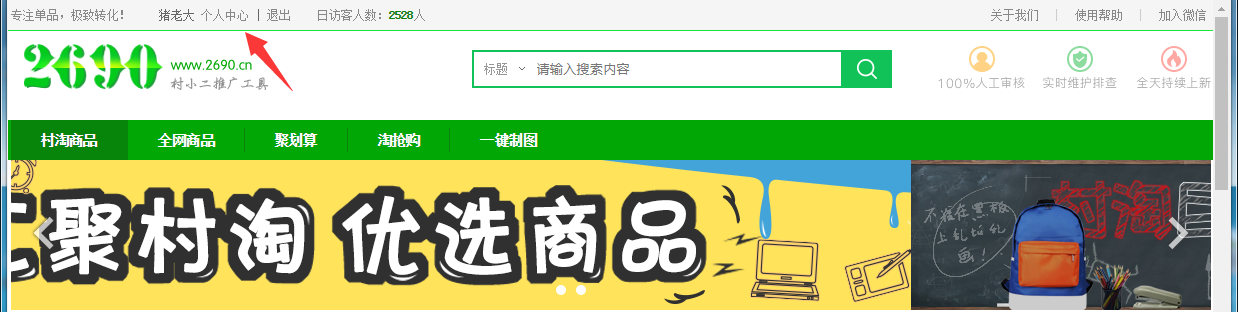 专注单品，极致转化！ 猪老大 个人中心 | 退出 日访客人数：2528人 关于我们 | 使用帮助 | 加入微信
2690
www.2690.cn
村小二推广工具
标题 请输入搜索内容
100%人工审核 实时维护排查 全天持续上新
村淘商品 全网商品 聚划算 淘抢购 一键制图
汇聚村淘 优选商品
村淘
不准在黑板
上乱写乱
画！